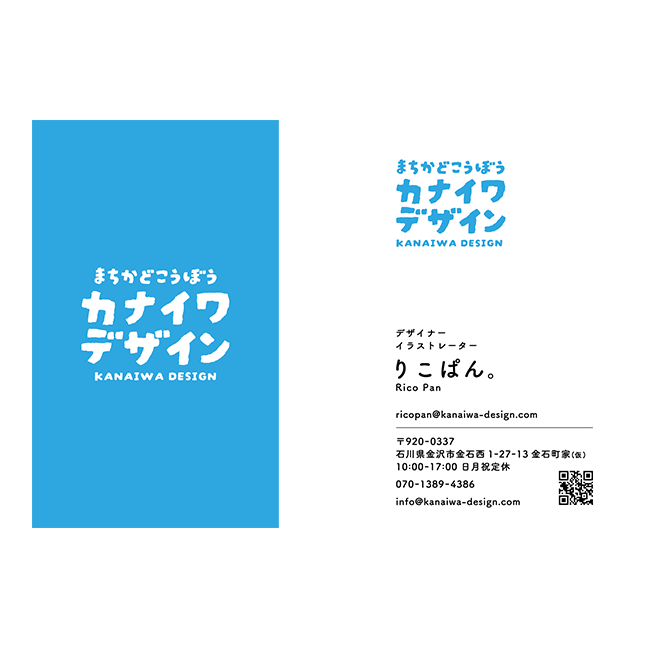 まちかどこうぼう
カナイワ
デザイン
KANAIWA DESIGN
まちかどこうぼう
カナイワ
デザイン
KANAIWA DESIGN
デザイナー
イラストレーター
りこぱん。
Rico Pan
ricopan@kanaiwa-design.com
〒920-0337
石川県金沢市金石西 1-27-13 金石町家(仮)
10:00-17:00 日月祝定休
070-1389-4386
info@kanaiwa-design.com